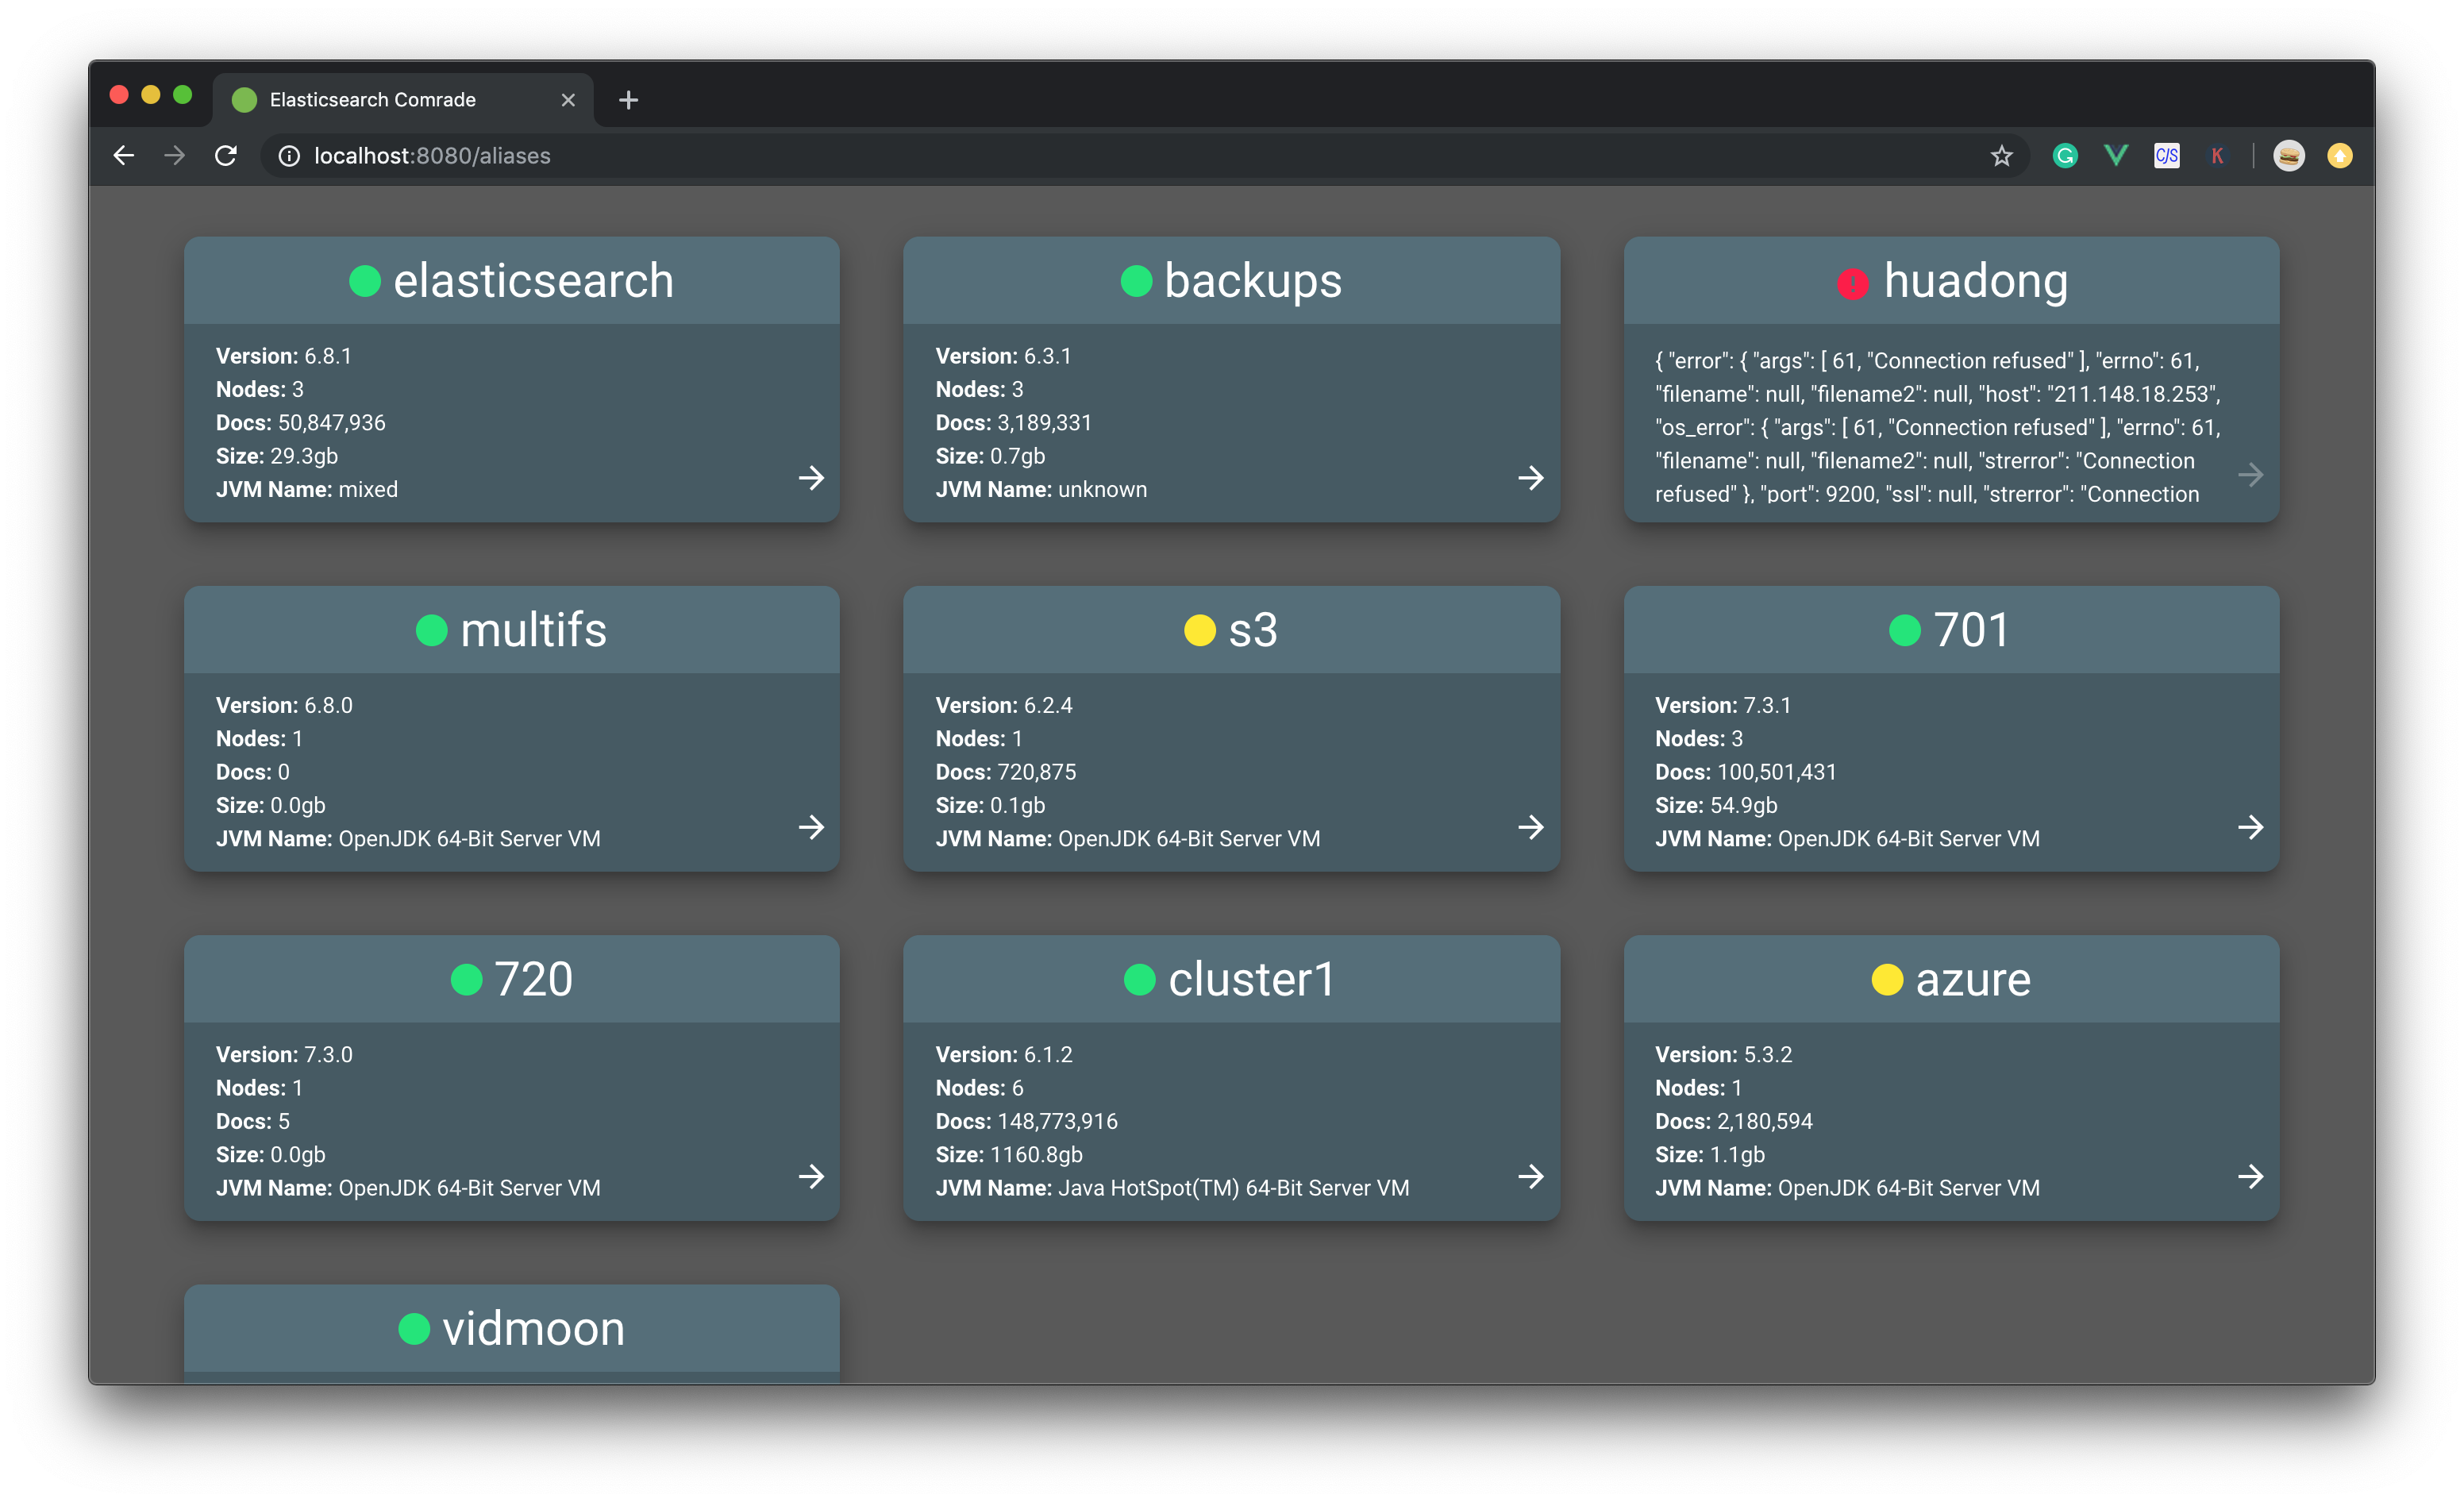 Elasticsearch Comrade
localhost:8080/aliases
C/S
K
elasticsearch
Version: 6.8.1
Nodes: 3
Docs: 50,847,936
Size: 29.3gb
JVM Name: mixed
backups
Version: 6.3.1
Nodes: 3
Docs: 3,189,331
Size: 0.7gb
JVM Name: unknown
huadong
{ "error": { "args": [ 61, "Connection refused" ], "errno": 61,
"filename": null, "filename2": null, "host": "211.148.18.253",
"os_error": { "args": [ 61, "Connection refused" ], "errno": 61,
"filename": null, "filename2": null, "strerror": "Connection
refused" }, "port": 9200, "ssl": null, "strerror": "Connection
multifs
Version: 6.8.0
Nodes: 1
Docs: 0
Size: 0.0gb
JVM Name: OpenJDK 64-Bit Server VM
s3
Version: 6.2.4
Nodes: 1
Docs: 720,875
Size: 0.1gb
JVM Name: OpenJDK 64-Bit Server VM
701
Version: 7.3.1
Nodes: 3
Docs: 100,501,431
Size: 54.9gb
JVM Name: OpenJDK 64-Bit Server VM
720
Version: 7.3.0
Nodes: 1
Docs: 5
Size: 0.0gb
JVM Name: OpenJDK 64-Bit Server VM
cluster1
Version: 6.1.2
Nodes: 6
Docs: 148,773,916
Size: 1160.8gb
JVM Name: Java HotSpot(TM) 64-Bit Server VM
azure
Version: 5.3.2
Nodes: 1
Docs: 2,180,594
Size: 1.1gb
JVM Name: OpenJDK 64-Bit Server VM
vidmoon